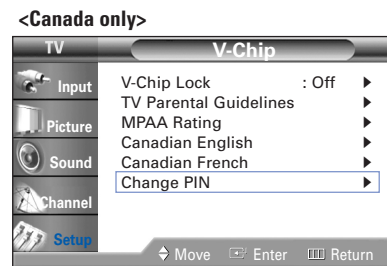 <Canada only>
TV
V-Chip
Input
Picture
Sound
Channel
Setup
V-Chip Lock : Off
TV Parental Guidelines
MPAA Rating
Canadian English
Canadian French
Change PIN
Move Enter Return